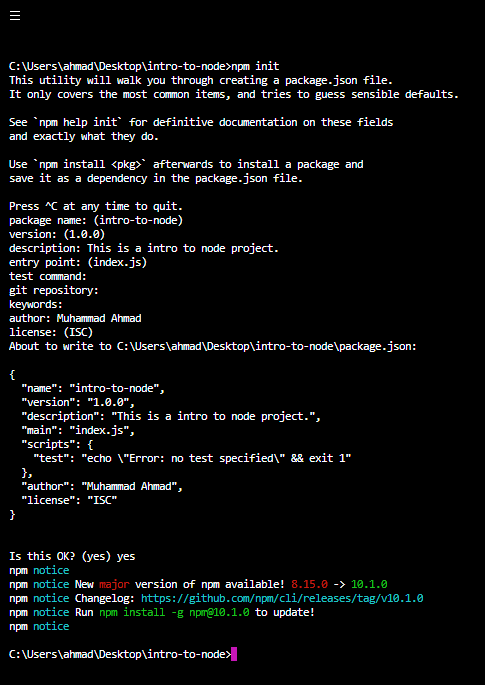 C:\Users\ahmad\Desktop\intro-to-node>npm init
This utility will walk you through creating a package.json file.
It only covers the most common items, and tries to guess sensible defaults.

See `npm help init` for definitive documentation on these fields
and exactly what they do.

Use `npm install <pkg>` afterwards to install a package and
save it as a dependency in the package.json file.

Press ^C at any time to quit.
package name: (intro-to-node)
version: (1.0.0)
description: This is a intro to node project.
entry point: (index.js)
test command:
git repository:
keywords:
author: Muhammad Ahmad
license: (ISC)
About to write to C:\Users\ahmad\Desktop\intro-to-node\package.json:

{
  "name": "intro-to-node",
  "version": "1.0.0",
  "description": "This is a intro to node project.",
  "main": "index.js",
  "scripts": {
    "test": "echo \"Error: no test specified\" && exit 1"
  },
  "author": "Muhammad Ahmad",
  "license": "ISC"
}

Is this OK? (yes) yes
npm notice
npm notice New major version of npm available! 8.15.0 -> 10.1.0
npm notice Changelog: https://github.com/npm/cli/releases/tag/v10.1.0
npm notice Run npm install -g npm@10.1.0 to update!
npm notice

C:\Users\ahmad\Desktop\intro-to-node>